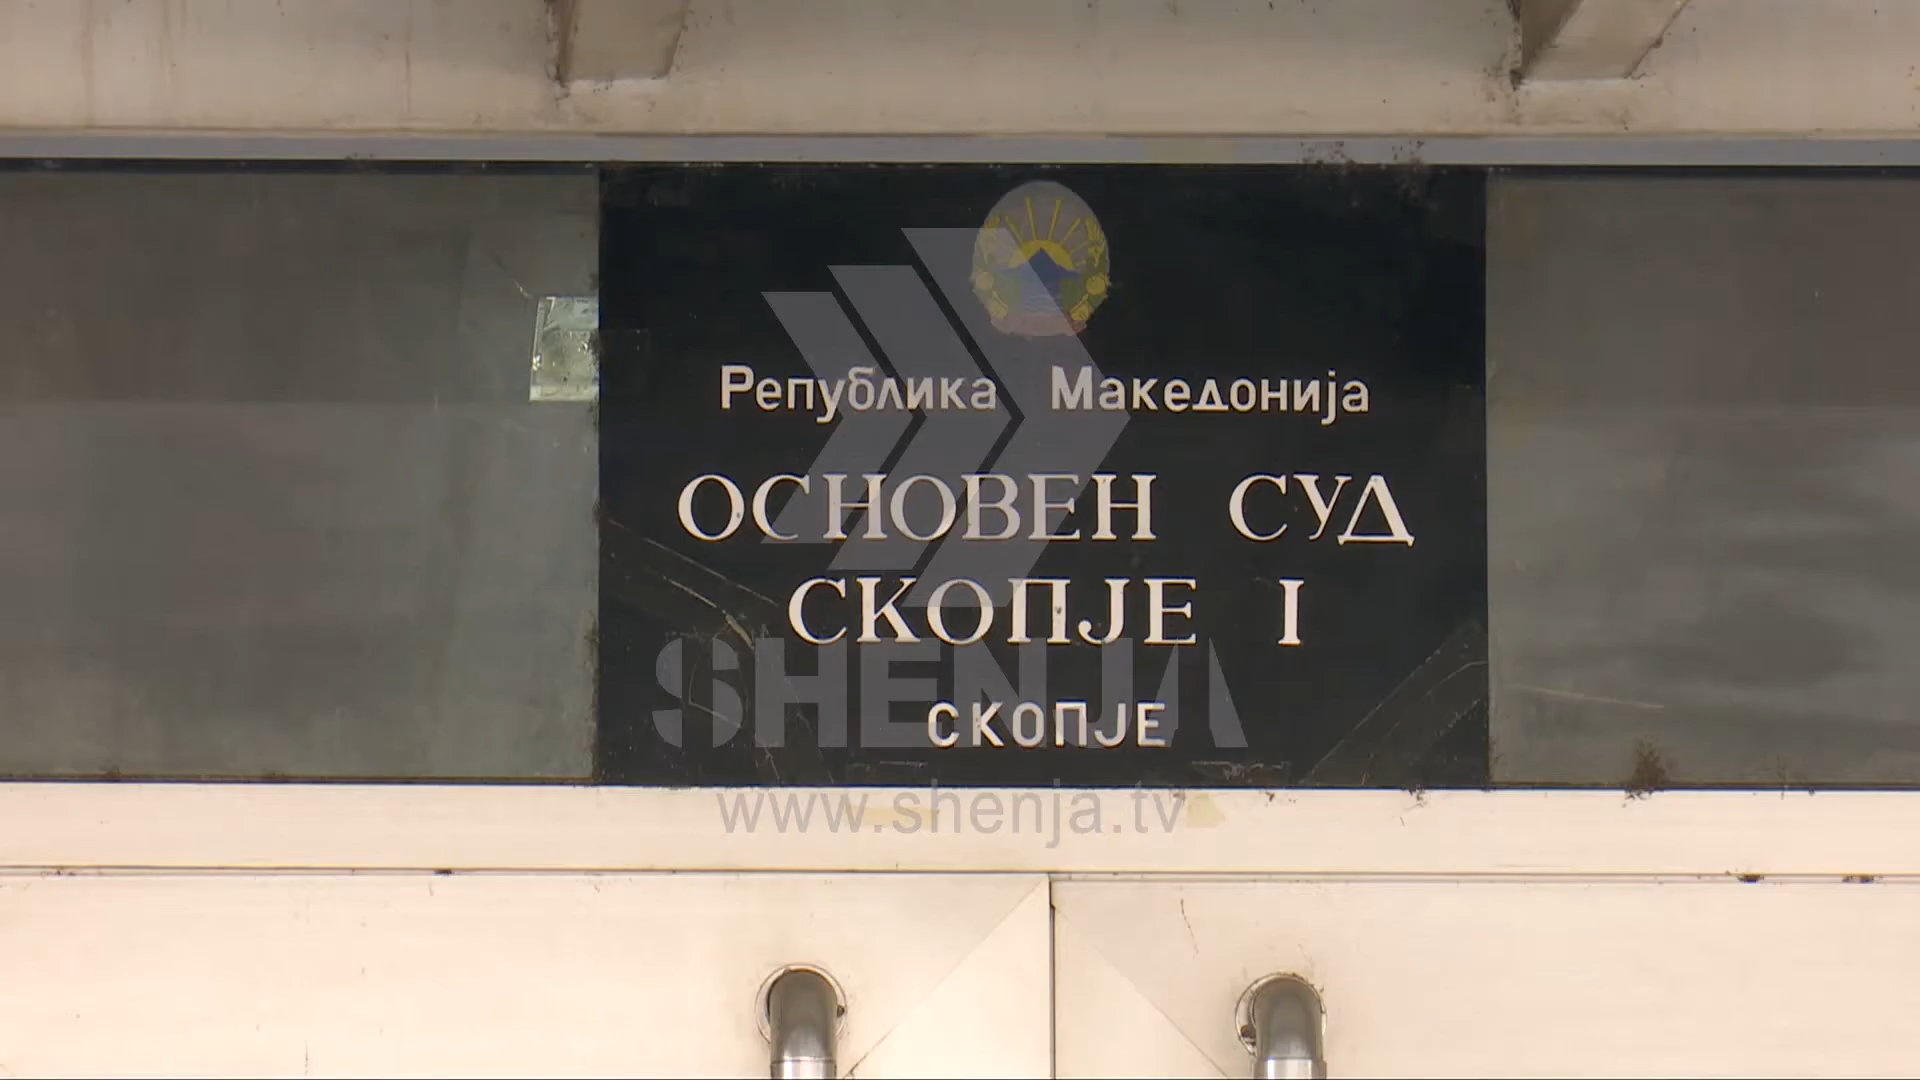 Република Македонија
ОСНОВЕН СУД
СКОПЈЕ I
СКОПЈЕ
SHENJA
www.shenja.tv